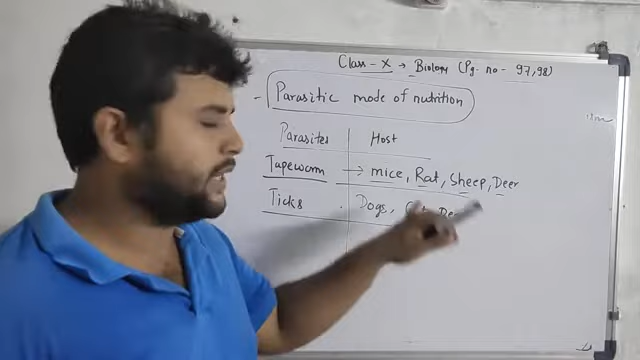 Class - X → Biology (Pg. no - 97,98)
- Parasitic mode of nutrition
Parasites Host
Tapeworm → mice, Rat, Sheep, Deer
Ticks . Dogs,